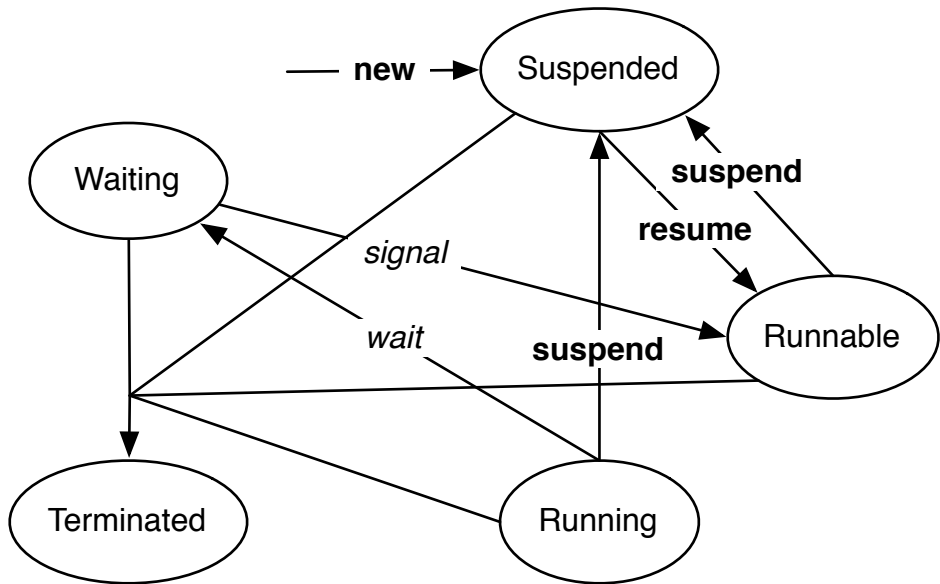 new
Suspended
Waiting
suspend
resume
signal
Runnable
wait
suspend
Terminated
Running